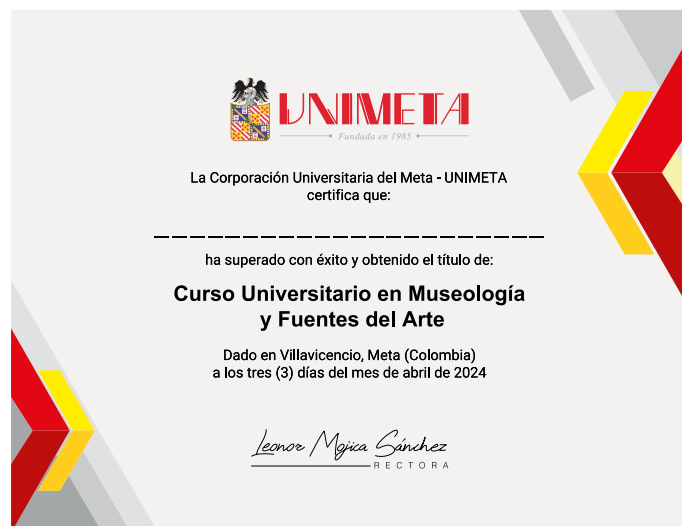 UNIMETA
Fundada en 1985
La Corporación Universitaria del Meta - UNIMETA
certifica que:
ha superado con éxito y obtenido el título de:
Curso Universitario en Museología
y Fuentes del Arte
Dado en Villavicencio, Meta (Colombia)
a los tres (3) días del mes de abril de 2024
Leonor Mojica Sánchez
RECTORA